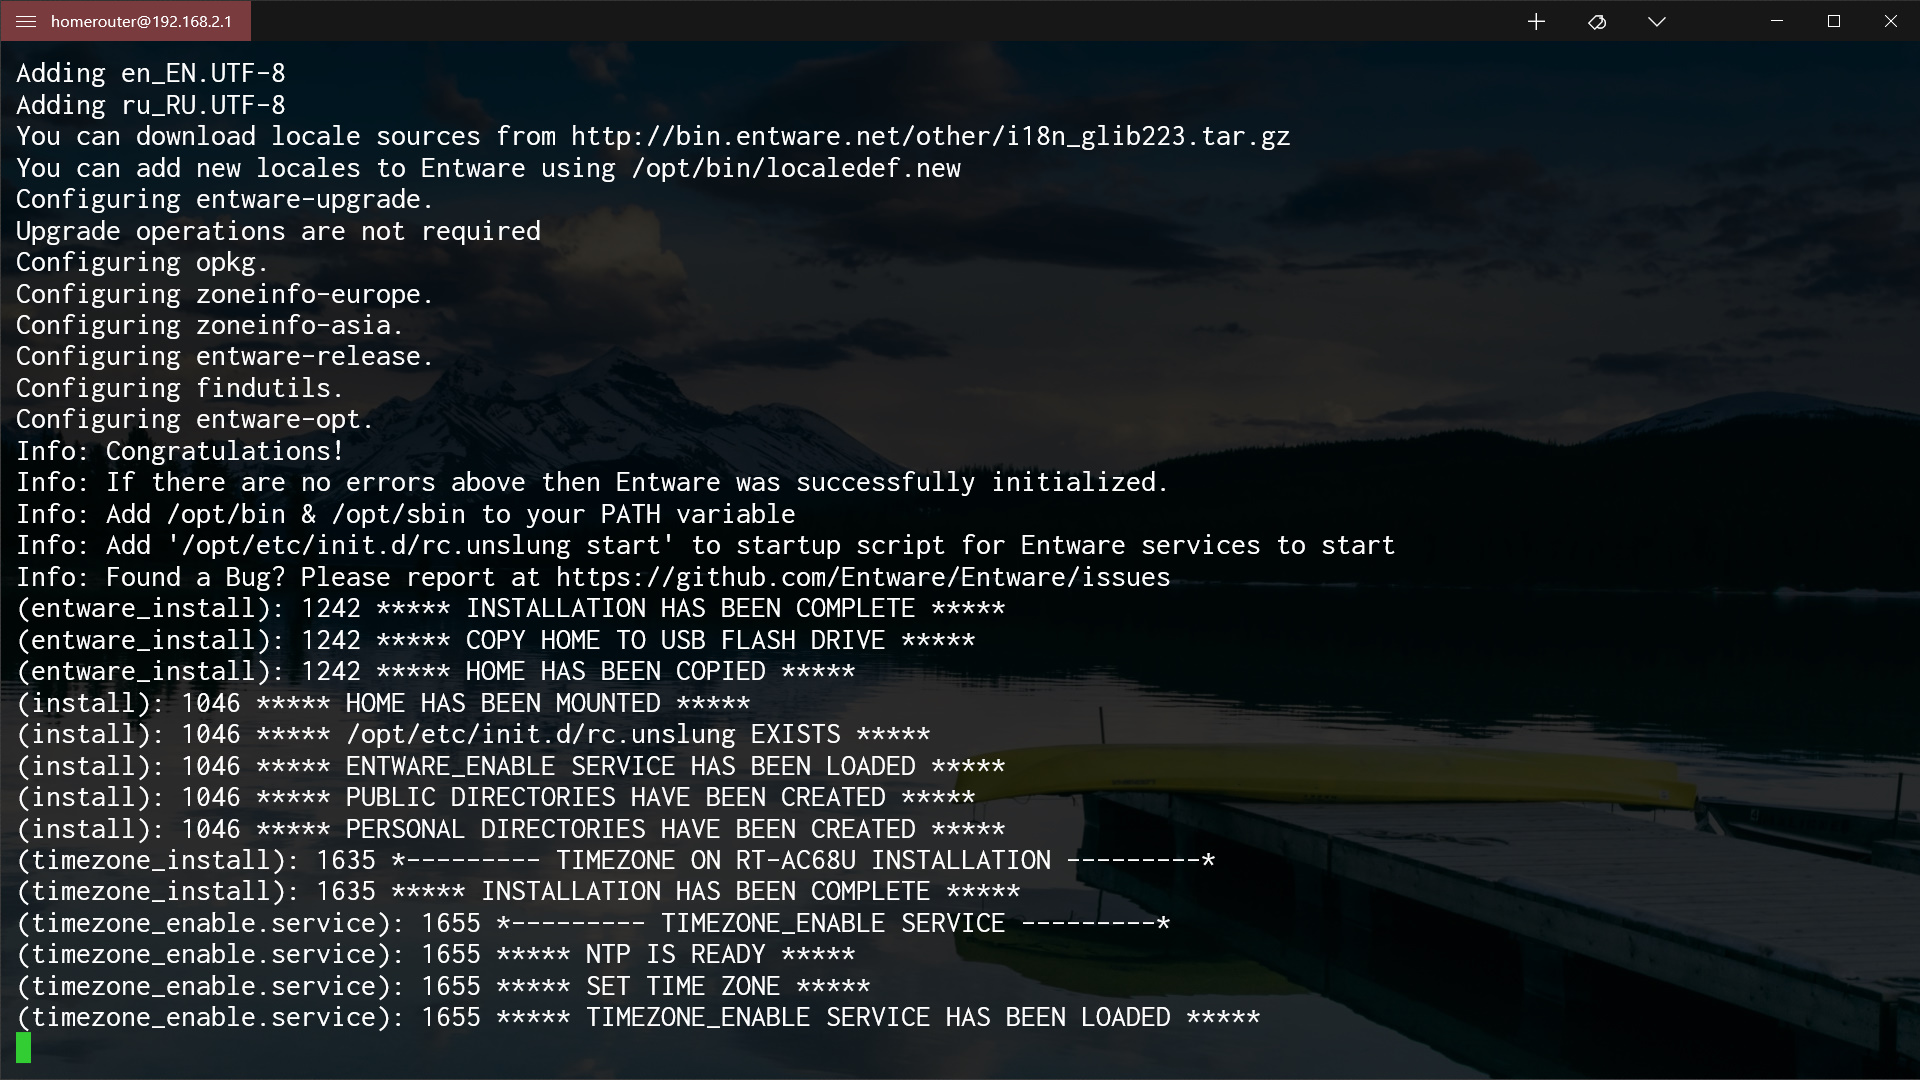 homerouter@192.168.2.1
Adding en_EN.UTF-8
Adding ru_RU.UTF-8
You can download locale sources from http://bin.entware.net/other/i18n_glib223.tar.gz
You can add new locales to Entware using /opt/bin/localedef.new
Configuring entware-upgrade.
Upgrade operations are not required
Configuring opkg.
Configuring zoneinfo-europe.
Configuring zoneinfo-asia.
Configuring entware-release.
Configuring findutils.
Configuring entware-opt.
Info: Congratulations!
Info: If there are no errors above then Entware was successfully initialized.
Info: Add /opt/bin & /opt/sbin to your PATH variable
Info: Add '/opt/etc/init.d/rc.unslung start' to startup script for Entware services to start
Info: Found a Bug? Please report at https://github.com/Entware/Entware/issues
(entware_install): 1242 ***** INSTALLATION HAS BEEN COMPLETE *****
(entware_install): 1242 ***** COPY HOME TO USB FLASH DRIVE *****
(entware_install): 1242 ***** HOME HAS BEEN COPIED *****
(install): 1046 ***** HOME HAS BEEN MOUNTED *****
(install): 1046 ***** /opt/etc/init.d/rc.unslung EXISTS *****
(install): 1046 ***** ENTWARE_ENABLE SERVICE HAS BEEN LOADED *****
(install): 1046 ***** PUBLIC DIRECTORIES HAVE BEEN CREATED *****
(install): 1046 ***** PERSONAL DIRECTORIES HAVE BEEN CREATED *****
(timezone_install): 1635 *--------- TIMEZONE ON RT-AC68U INSTALLATION ---------*
(timezone_install): 1635 ***** INSTALLATION HAS BEEN COMPLETE *****
(timezone_enable.service): 1655 *--------- TIMEZONE_ENABLE SERVICE ---------*
(timezone_enable.service): 1655 ***** NTP IS READY *****
(timezone_enable.service): 1655 ***** SET TIME ZONE *****
(timezone_enable.service): 1655 ***** TIMEZONE_ENABLE SERVICE HAS BEEN LOADED *****